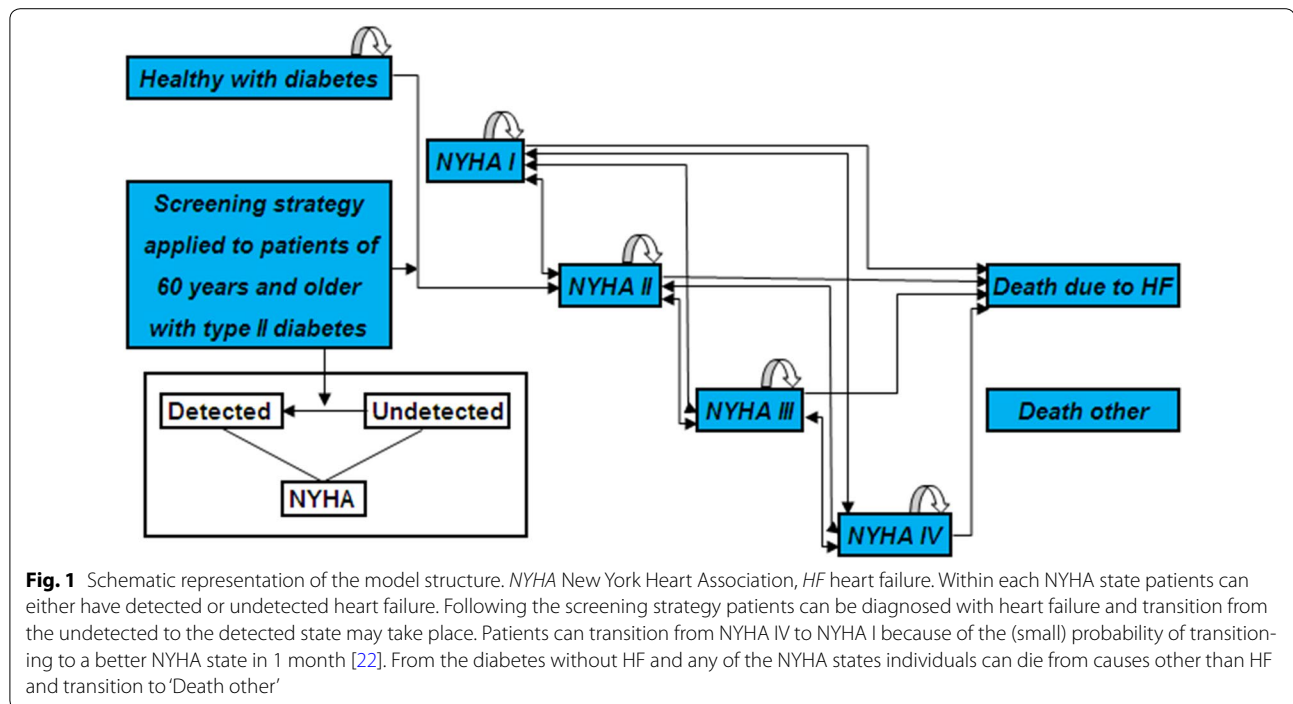 Healthy with diabetes
NYHA I
Screening strategy
applied to patients of
60 years and older
with type II diabetes
NYHA II
Death due to HF
NYHA III
Death other
Detected
Undetected
NYHA
NYHA IV
Fig. 1 Schematic representation of the model structure. NYHA New York Heart Association, HF heart failure. Within each NYHA state patients can
either have detected or undetected heart failure. Following the screening strategy patients can be diagnosed with heart failure and transition from
the undetected to the detected state may take place. Patients can transition from NYHA IV to NYHA I because of the (small) probability of transition-
ing to a better NYHA state in 1 month [22]. From the diabetes without HF and any of the NYHA states individuals can die from causes other than HF
and transition to ‘Death other’